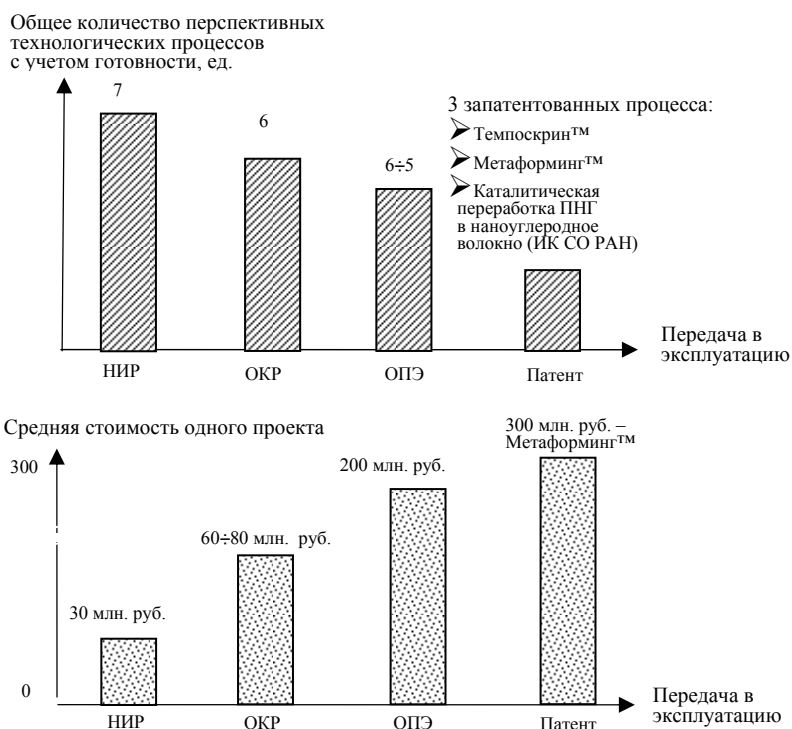 Общее количество перспективных
технологических процессов
с учетом готовности, ед.
7
6
6÷5
3 запатентованных процесса:
Темпоскрин™
Метаформинг™
Каталитическая
переработка ПНГ
в наноуглеродное
волокно (ИК СО РАН)
Передача в
эксплуатацию
НИР
ОКР
ОПЭ
Патент
Средняя стоимость одного проекта
300 млн. руб. –
Метаформинг™
300
200 млн. руб.
60÷80 млн. руб.
30 млн. руб.
0
Передача в
эксплуатацию
НИР
ОКР
ОПЭ
Патент